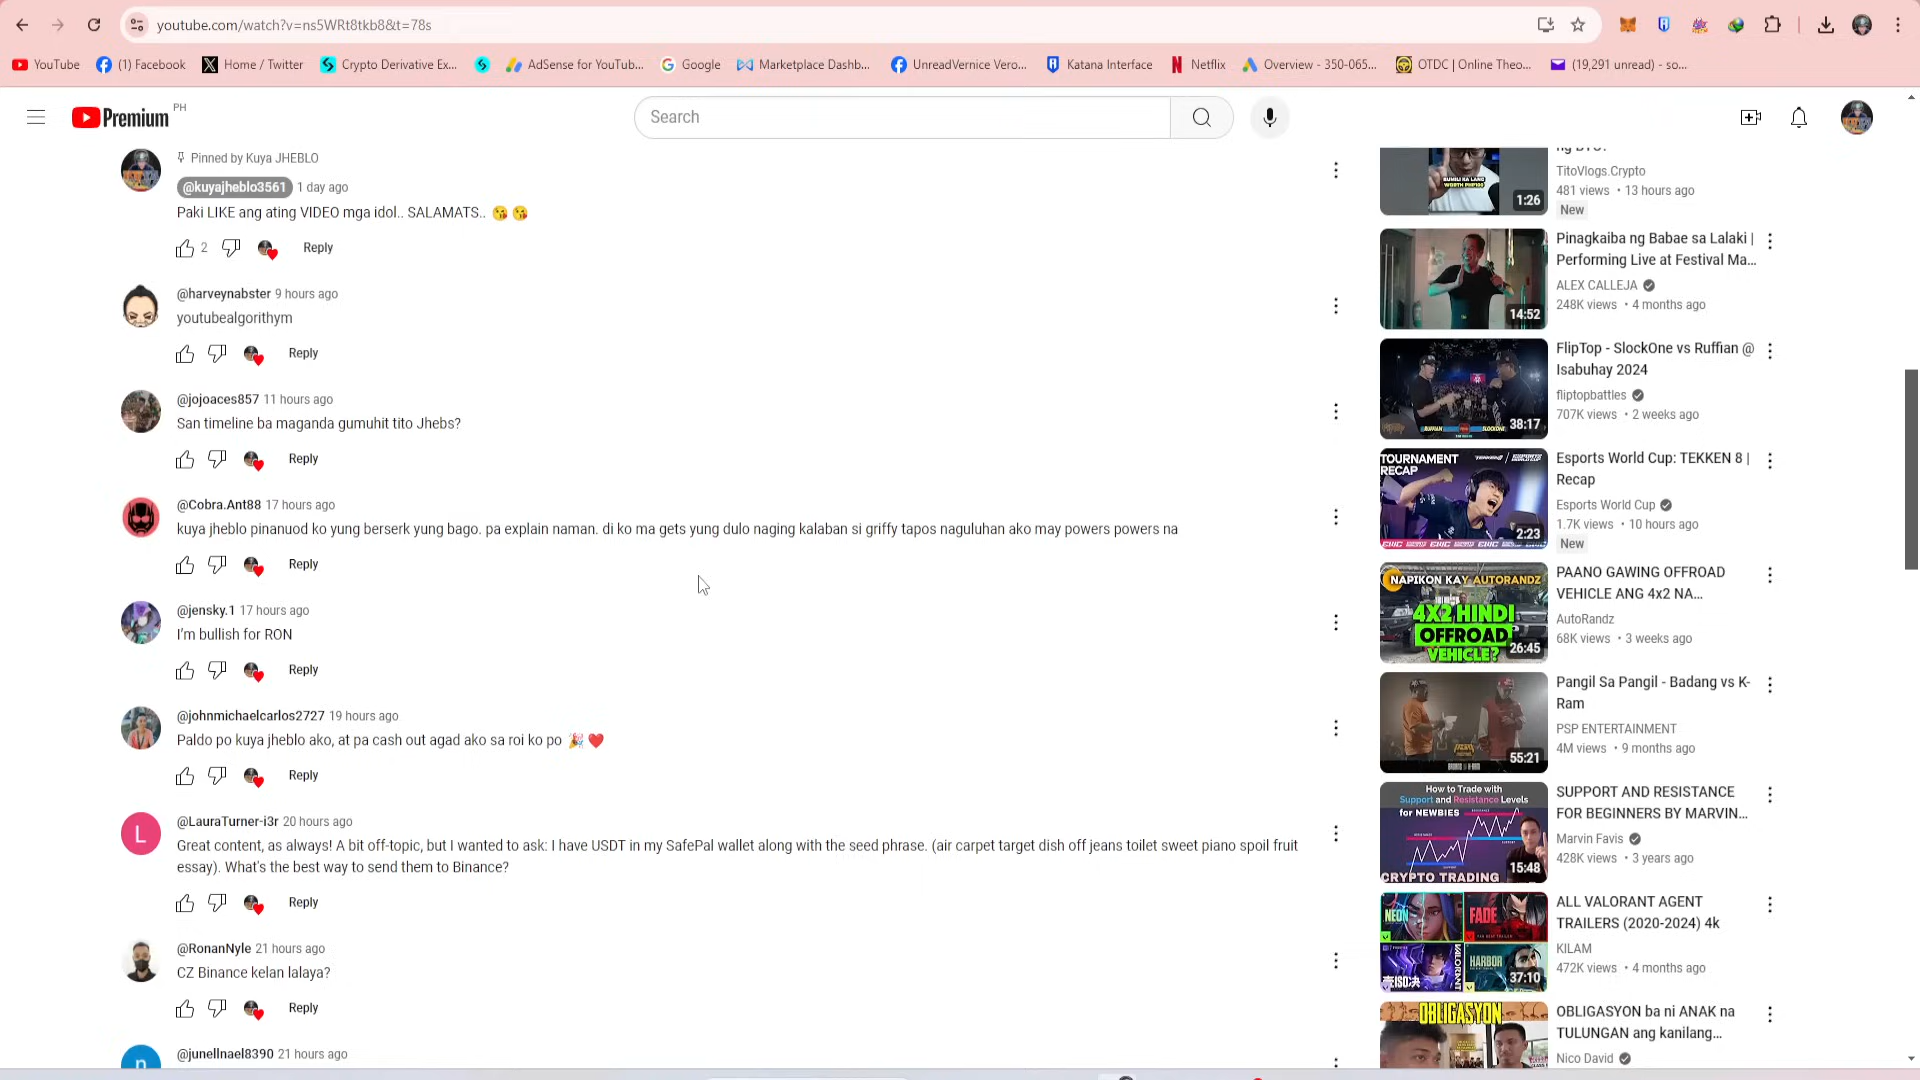 youtube.com/watch?v=ns5WRt8tkb8&t=78s
YouTube
(1) Facebook
Home / Twitter
Crypto Derivative Ex...
AdSense for YouTub...
Google
Marketplace Dashb...
UnreadVernice Vero...
Katana Interface
Netflix
Overview - 350-065...
OTDC | Online Theo...
(19,291 unread) - so...
Premium PH
Search
Pinned by Kuya JHEBLO
@kuyajheblo3561 1 day ago
Paki LIKE ang ating VIDEO mga idol.. SALAMATS.. 😘 😘
2
Reply
@harveynabster 9 hours ago
youtubealgorithym
Reply
@jojoaces857 11 hours ago
San timeline ba maganda gumuhit tito Jhebs?
Reply
@Cobra.Ant88 17 hours ago
kuya jheblo pinanuod ko yung berserk yung bago. pa explain naman. di ko ma gets yung dulo naging kalaban si griffy tapos naguluhan ako may powers powers na
Reply
@jensky.1 17 hours ago
I'm bullish for RON
Reply
@johnmichaelcarlos2727 19 hours ago
Paldo po kuya jheblo ako, at pa cash out agad ako sa roi ko po 🎉 ❤️
Reply
L
@LauraTurner-i3r 20 hours ago
Great content, as always! A bit off-topic, but I wanted to ask: I have USDT in my SafePal wallet along with the seed phrase. (air carpet target dish off jeans toilet sweet piano spoil fruit
essay). What's the best way to send them to Binance?
Reply
@RonanNyle 21 hours ago
CZ Binance kelan lalaya?
Reply
@junellnael8390 21 hours ago
BUMILI KA LANG
WORTH PHP100
1:26
TitoVlogs.Crypto
481 views • 13 hours ago
New
14:52
Pinagkaiba ng Babae sa Lalaki |
Performing Live at Festival Ma...
ALEX CALLEJA
248K views • 4 months ago
38:17
FlipTop - SlockOne vs Ruffian @
Isabuhay 2024
fliptopbattles
707K views • 2 weeks ago
TOURNAMENT
RECAP
2:23
Esports World Cup: TEKKEN 8 |
Recap
Esports World Cup
1.7K views • 10 hours ago
New
NAPIKON KAY AUTORANDZ
4X2 HINDI
OFFROAD
VEHICLE?
26:45
PAANO GAWING OFFROAD
VEHICLE ANG 4x2 NA...
AutoRandz
68K views • 3 weeks ago
55:21
Pangil Sa Pangil - Badang vs K-
Ram
PSP ENTERTAINMENT
4M views • 9 months ago
How to Trade with
Support and Resistance Levels
for NEWBIES
CRYPTO TRADING
15:48
SUPPORT AND RESISTANCE
FOR BEGINNERS BY MARVIN...
Marvin Favis
428K views • 3 years ago
NEON
FADE
HARBOR
37:10
ALL VALORANT AGENT
TRAILERS (2020-2024) 4k
KILAM
472K views • 4 months ago
OBLIGASYON
OBLIGASYON ba ni ANAK na
TULUNGAN ang kanilang...
Nico David